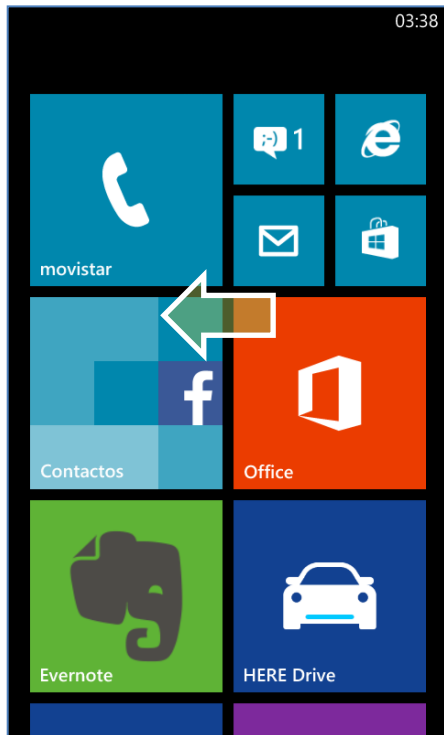 03:38
;-) 1
movistar
Contactos
f
Office
Evernote
HERE Drive